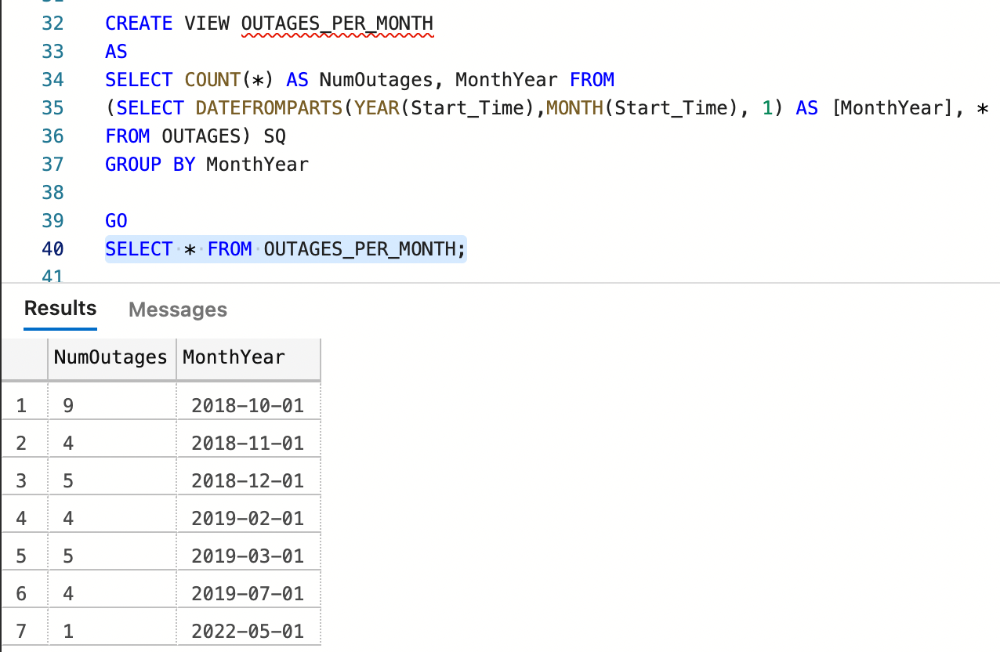 32 CREATE VIEW OUTAGES_PER_MONTH
33 AS
34 SELECT COUNT(*) AS NumOutages, MonthYear FROM
35 (SELECT DATEFROMPARTS(YEAR(Start_Time),MONTH(Start_Time), 1) AS [MonthYear], *
36 FROM OUTAGES) SQ
37 GROUP BY MonthYear
38
39 GO
40 SELECT * FROM OUTAGES_PER_MONTH;
41
Results Messages
NumOutages MonthYear
1 9 2018-10-01
2 4 2018-11-01
3 5 2018-12-01
4 4 2019-02-01
5 5 2019-03-01
6 4 2019-07-01
7 1 2022-05-01